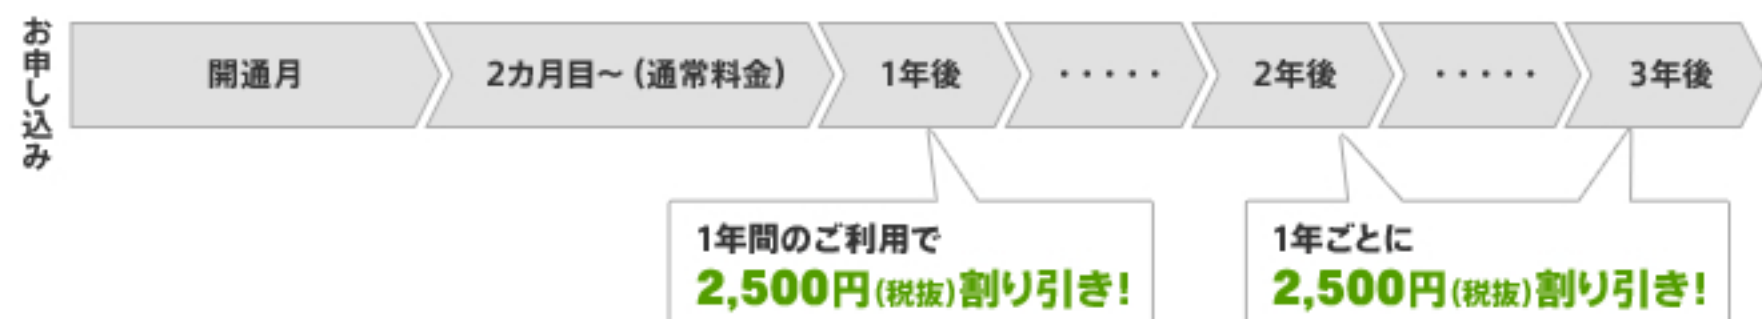 お申し込み
開通月
2カ月目〜（通常料金）
1年後
・・・・・
2年後
・・・・・
3年後
1年間のご利用で
2,500円(税抜)割り引き!
1年ごとに
2,500円(税抜)割り引き!